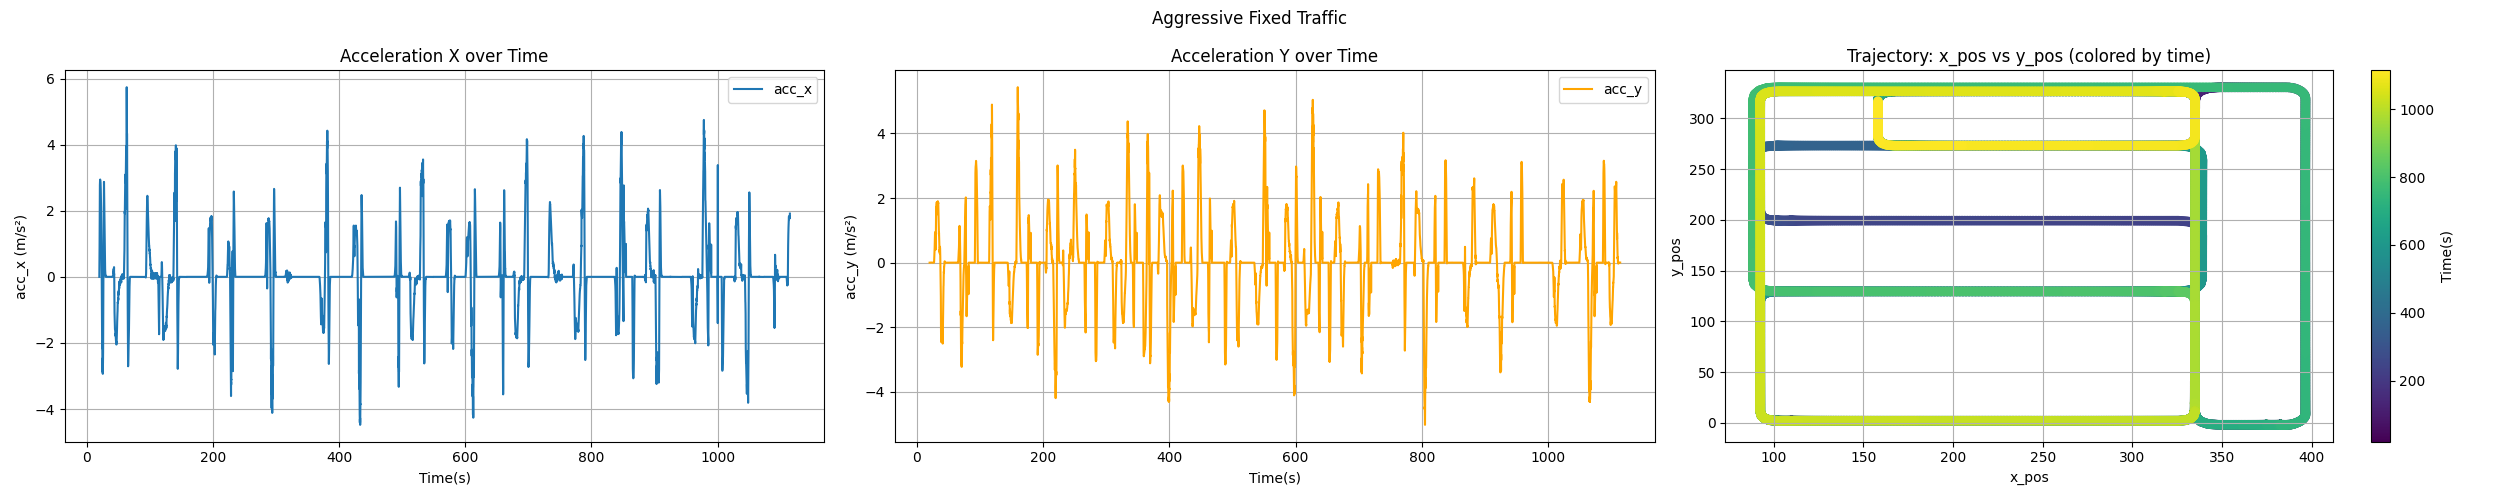 Aggressive Fixed Traffic
Acceleration X over Time
acc_x (m/s²)
6
4
2
0
−2
−4
acc_x
0 200 400 600 800 1000
Time(s)
Acceleration Y over Time
acc_y (m/s²)
4
2
0
−2
−4
acc_y
0 200 400 600 800 1000
Time(s)
Trajectory: x_pos vs y_pos (colored by time)
y_pos
300
250
200
150
100
50
0
100 150 200 250 300 350 400
x_pos
1000
800
600
400
200
Time(s)